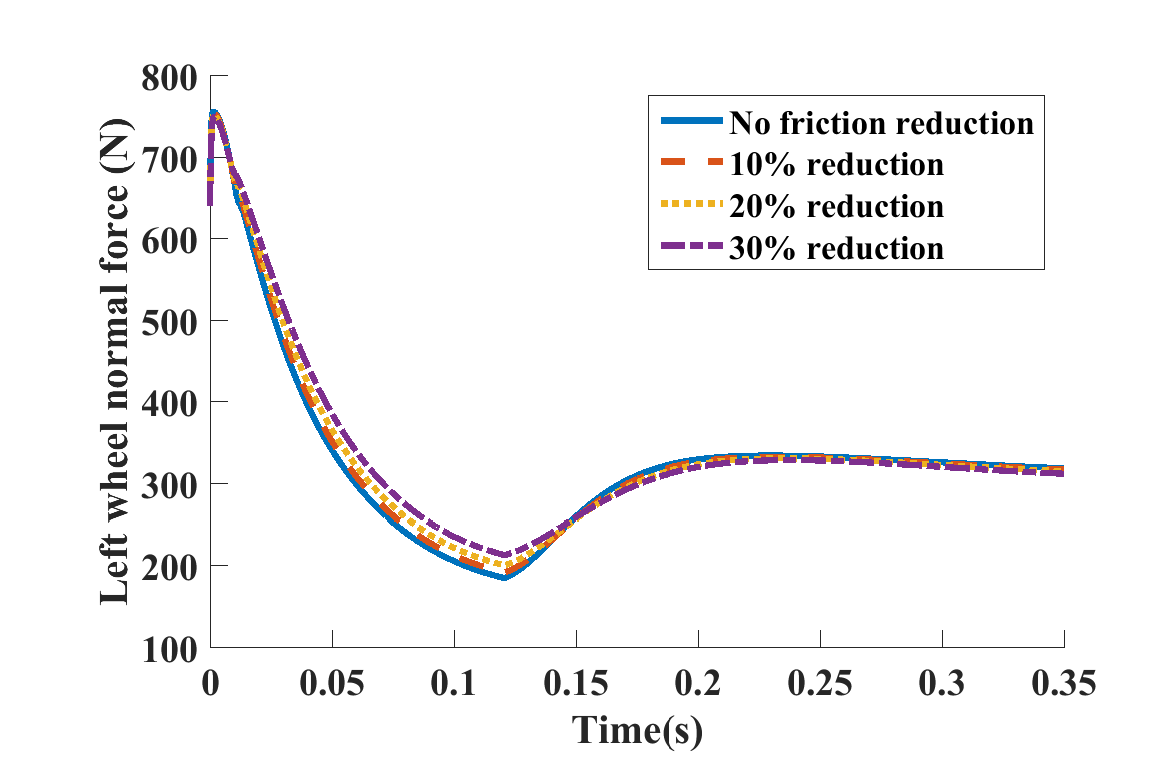 800
700
600
500
400
300
200
100
Left wheel normal force (N)
No friction reduction
10% reduction
20% reduction
30% reduction
0 0.05 0.1 0.15 0.2 0.25 0.3 0.35
Time(s)